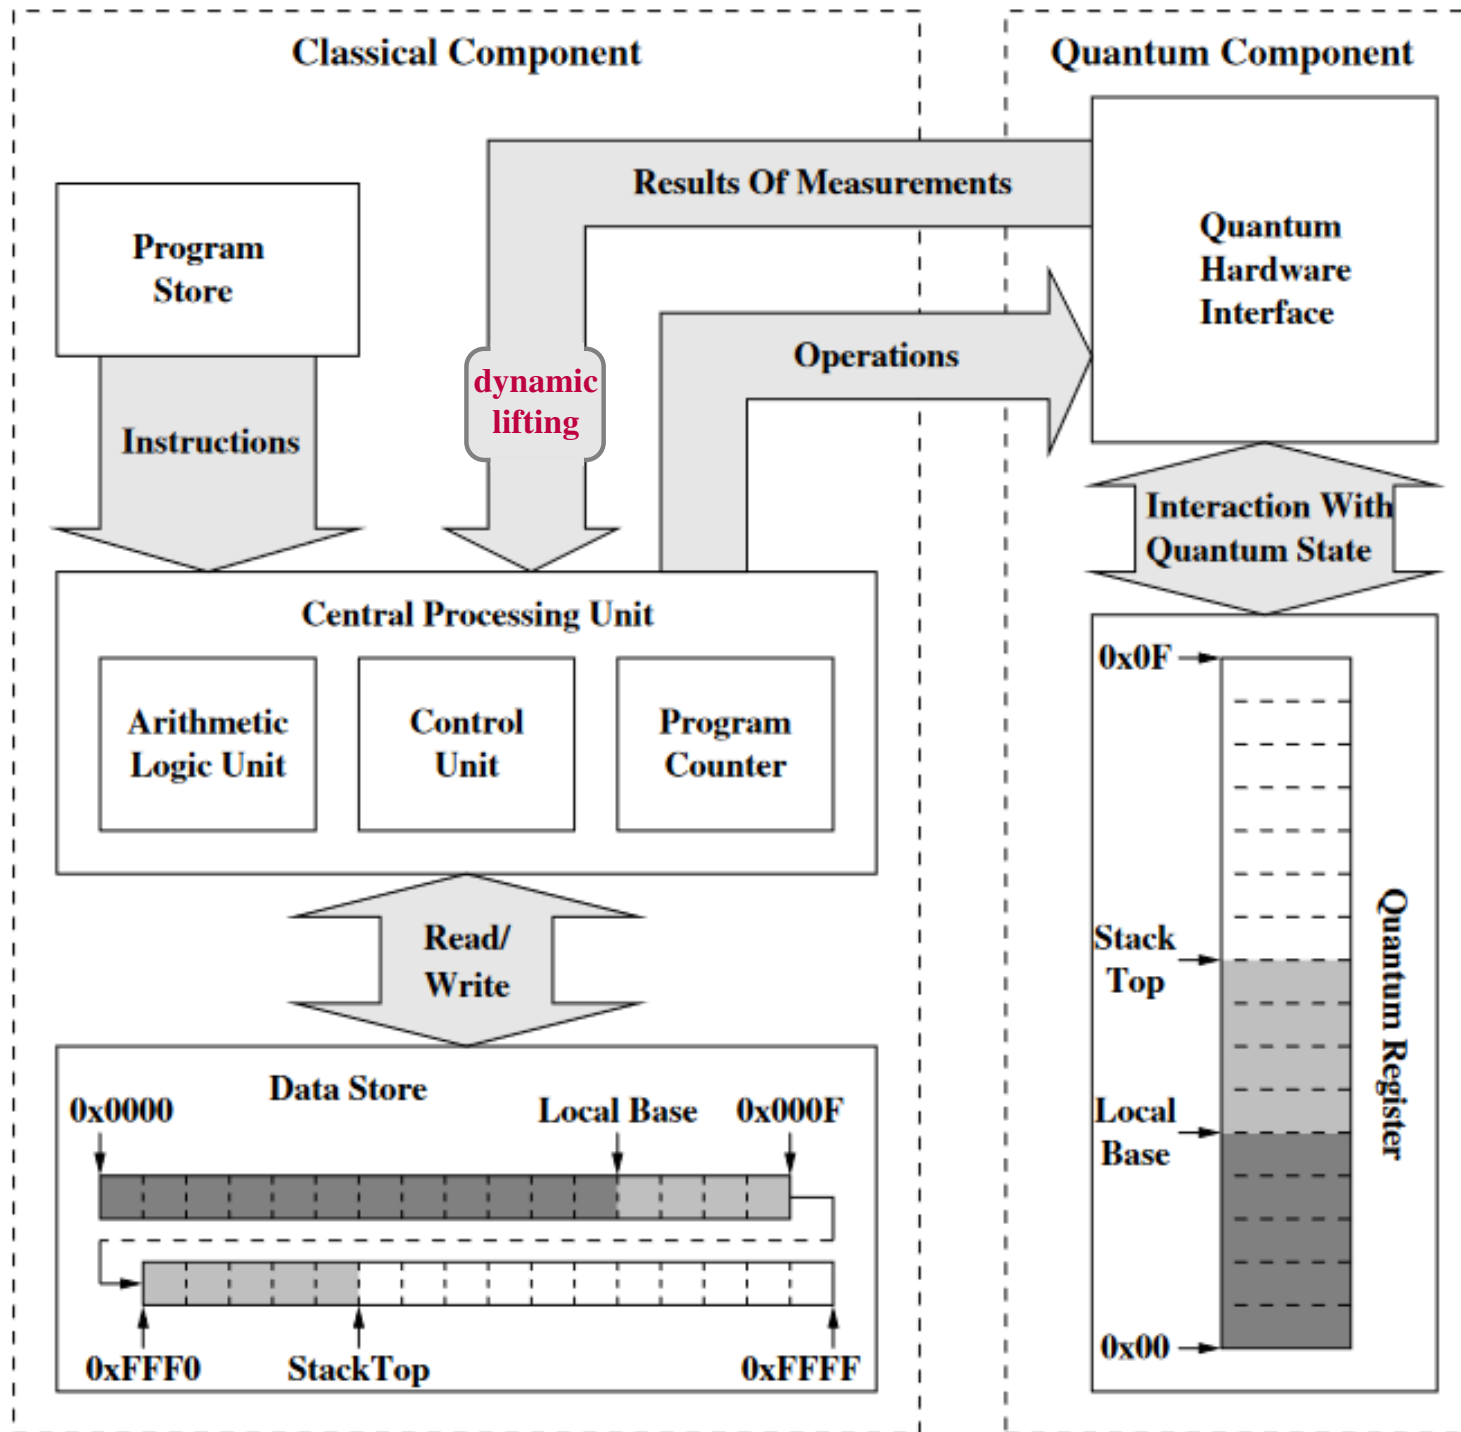 Classical Component
Quantum Component
Results Of Measurements
Program
Store
Quantum
Hardware
Interface
Operations
dynamic
lifting
Instructions
Interaction With
Quantum State
Central Processing Unit
Arithmetic
Logic Unit
Control
Unit
Program
Counter
0x0F
Stack
Top
Local
Base
0x00
Quantum Register
Read/
Write
Data Store
0x0000
Local Base
0x000F
0xFFF0
StackTop
0xFFFF